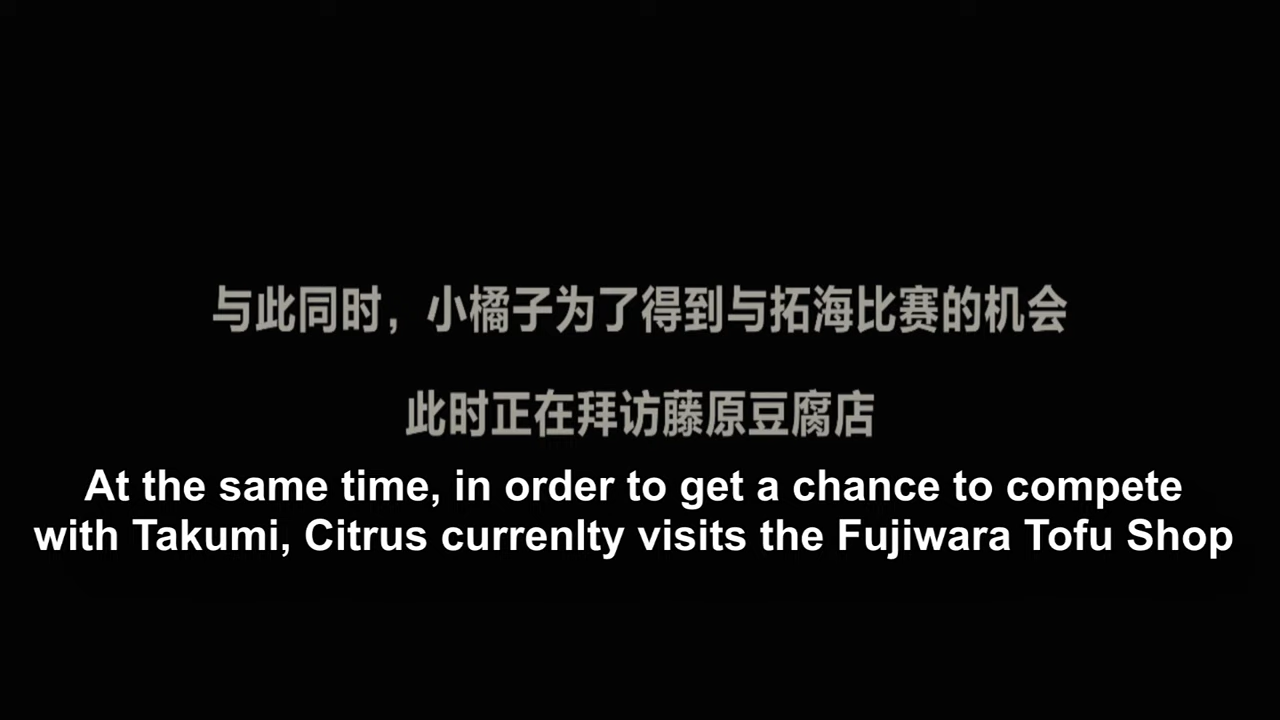 与此同时，小橘子为了得到与拓海比赛的机会
此时正在拜访藤原豆腐店
At the same time, in order to get a chance to compete
with Takumi, Citrus currenlty visits the Fujiwara Tofu Shop